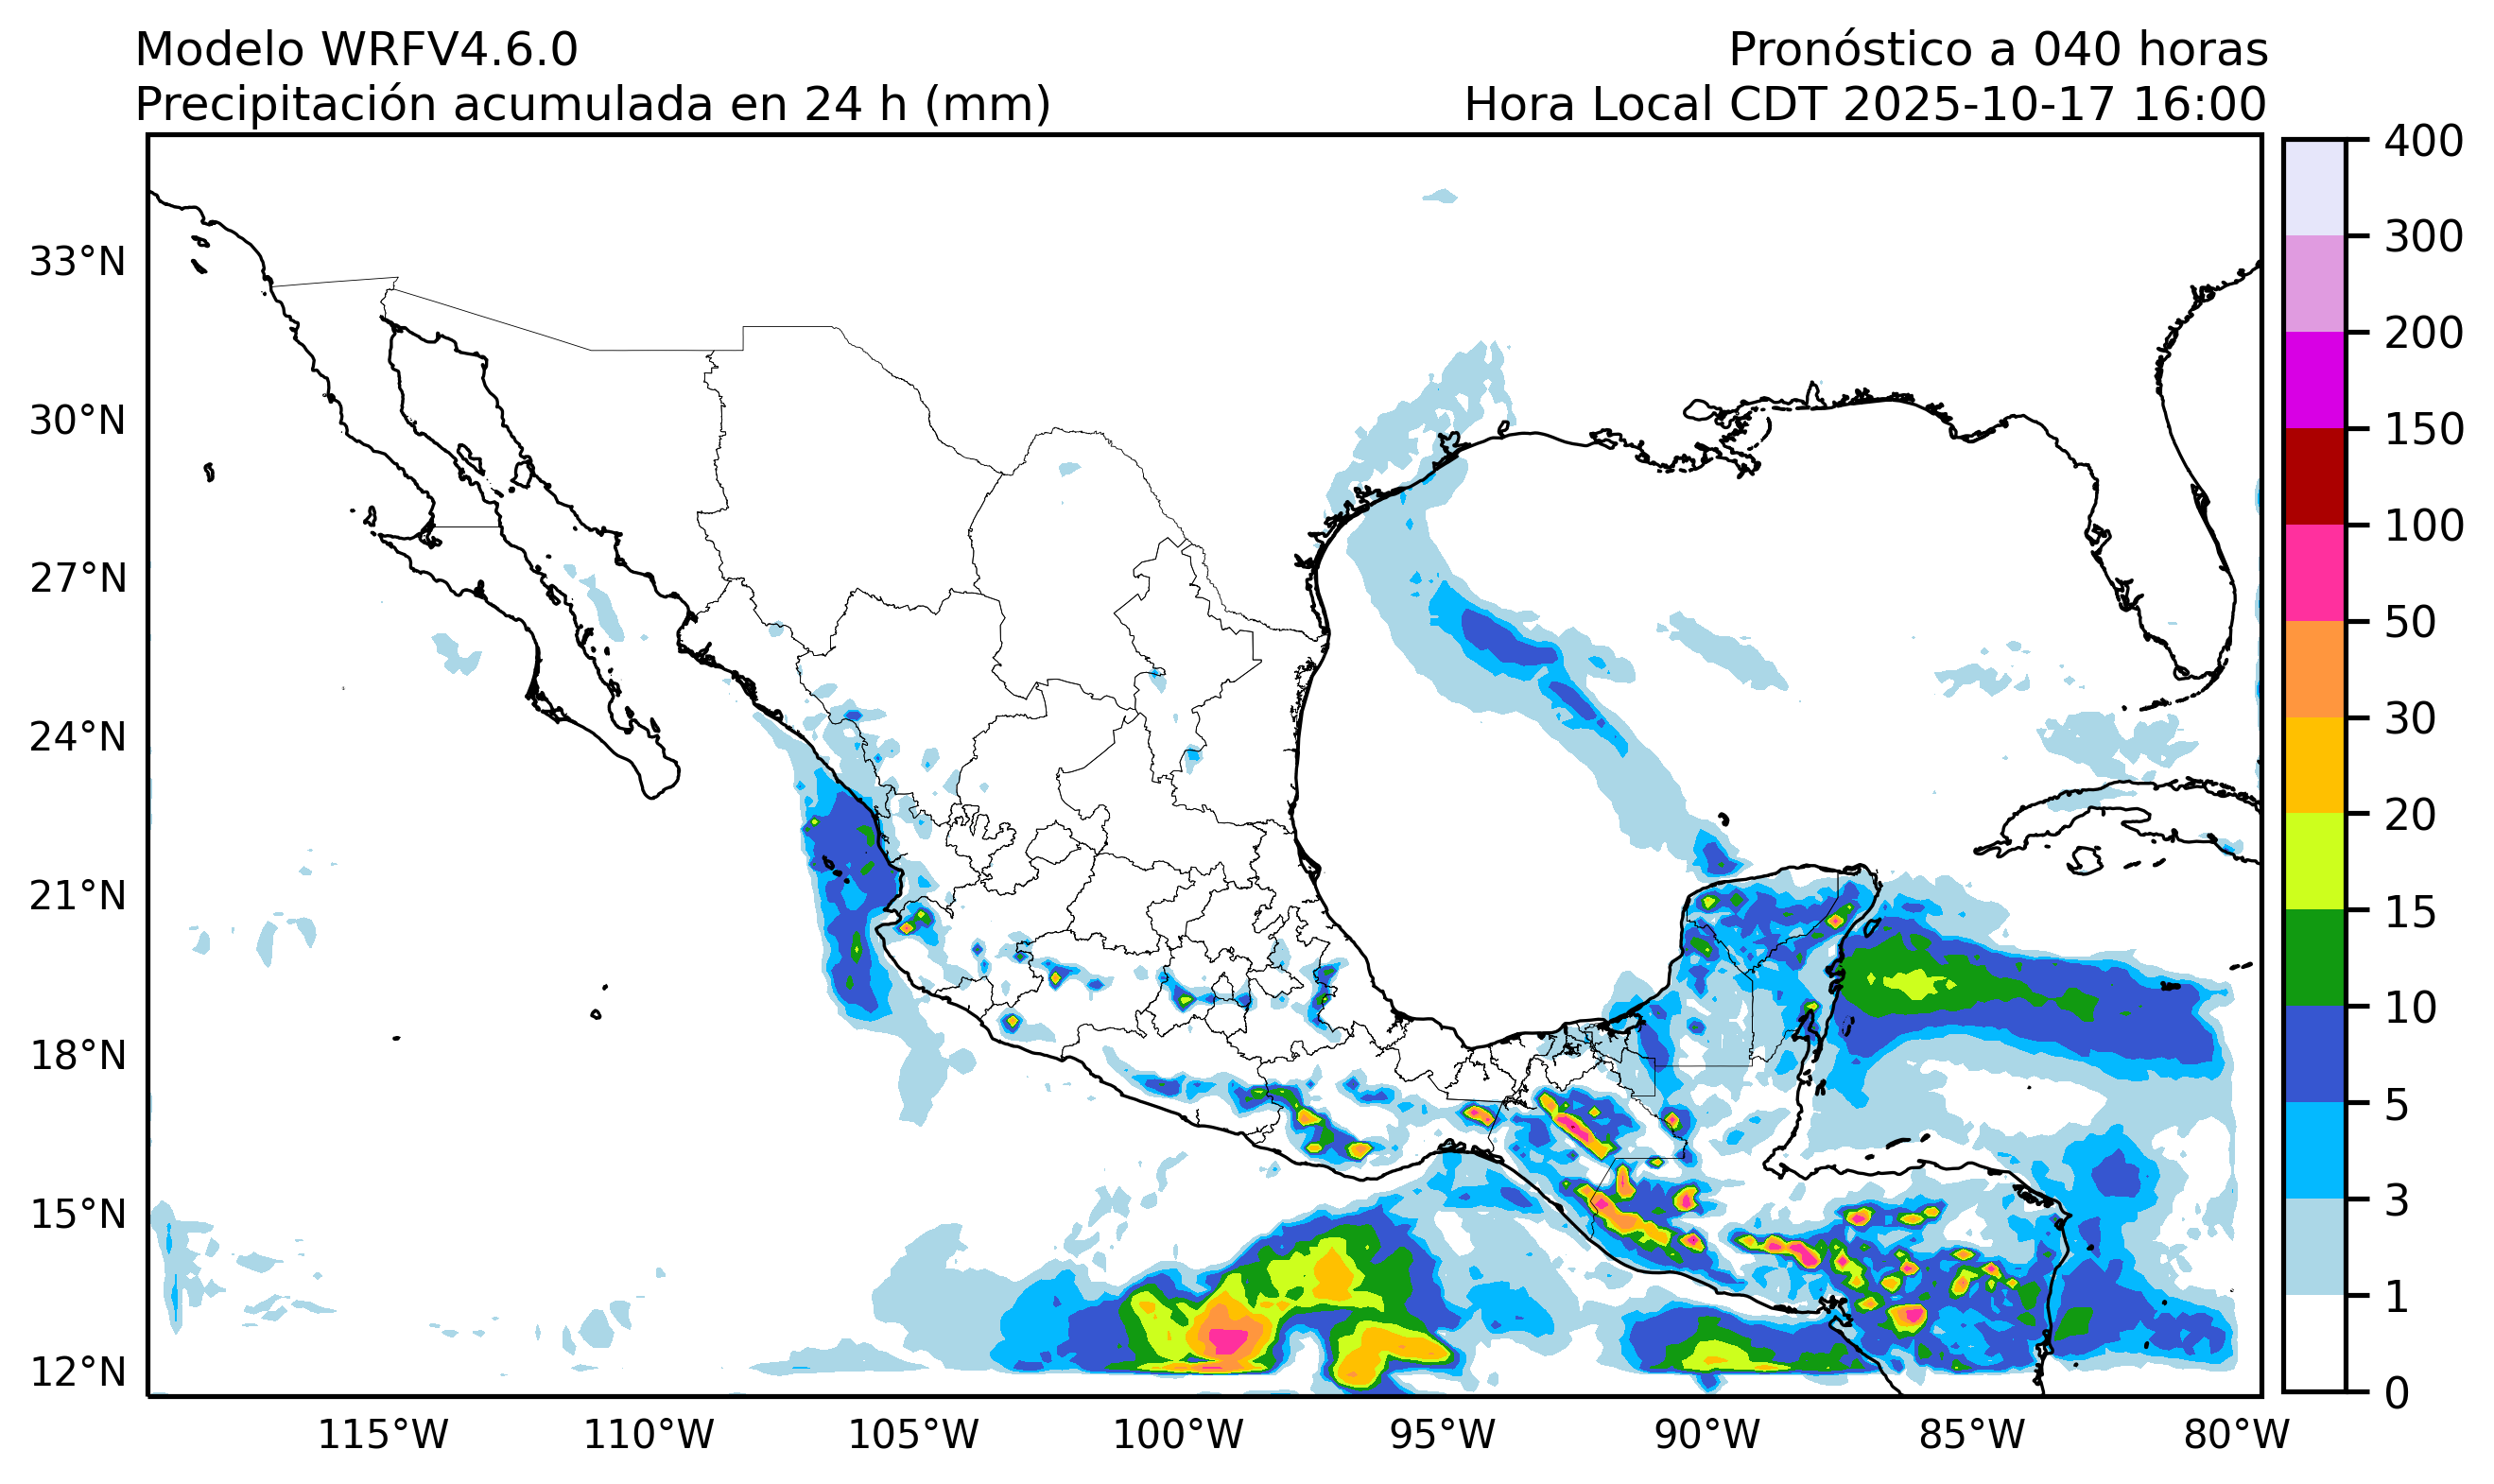 Modelo WRFV4.6.0
Pronóstico a 040 horas
Precipitación acumulada en 24 h (mm)
Hora Local CDT 2025-10-17 16:00
33°N
30°N
27°N
24°N
21°N
18°N
15°N
12°N
115°W
110°W
105°W
100°W
95°W
90°W
85°W
80°W
400
300
200
150
100
50
30
20
15
10
5
3
1
0